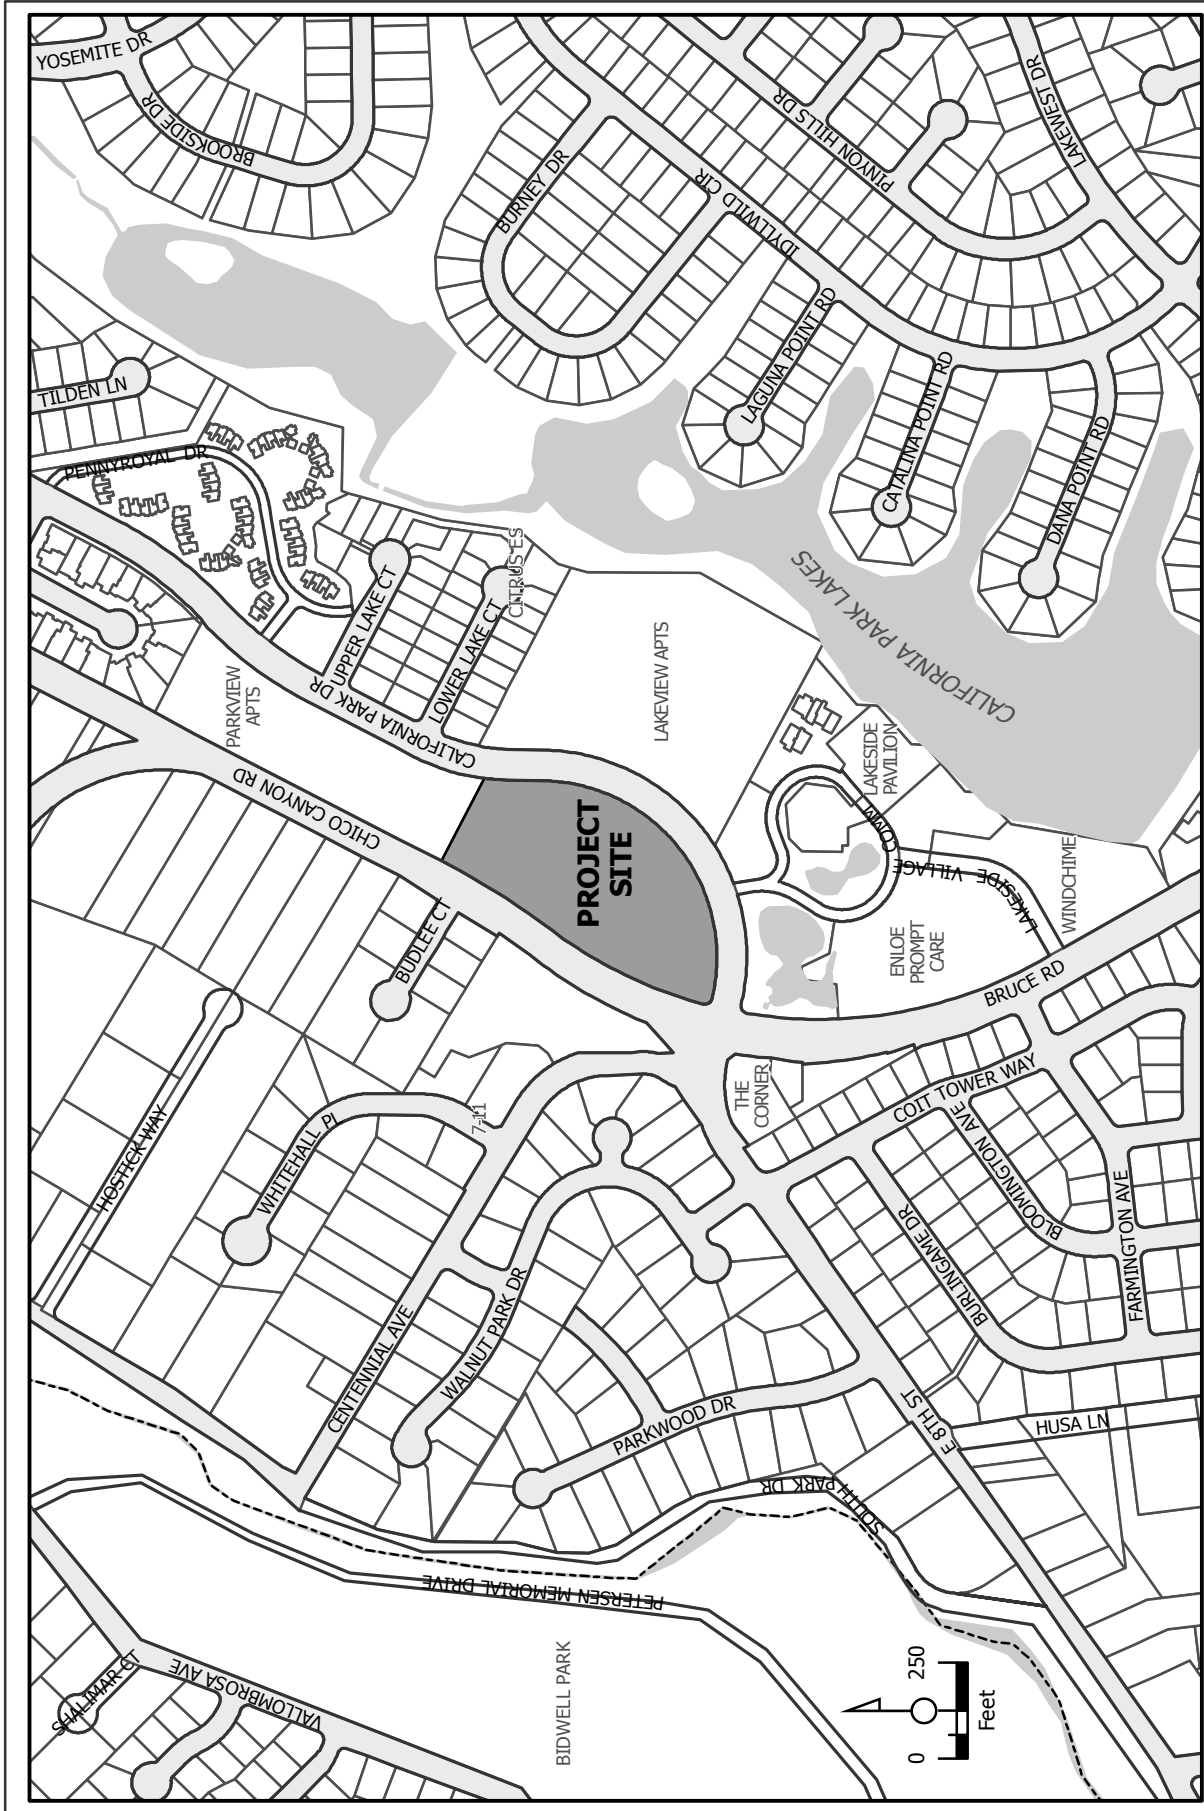 YOSEMITE DR
BROOKSIDE DR
BURNEY DR
IDYLLWILD CIR
PINYON HILLS DR
LAKEWEST DR
TILDEN LN
PENNYROYAL DR
LAGUNA POINT RD
CATALINA POINT RD
DANA POINT RD
CALIFORNIA PARK LAKES
UPPER LAKE CT
LOWER LAKE CT
CITRUS ES
PARKVIEW
APTS
CALIFORNIA PARK DR
LAKEVIEW APTS
CHICO CANYON RD
PROJECT
SITE
LAKESIDE
PAVILION
LAKESIDE VILLAGE COMM
WINDCHIME
ENLOE
PROMPT
CARE
BRUCE RD
BUDLEE CT
HOSTICK WAY
WHITEHALL PL
7-11
THE
CORNER
COIT TOWER WAY
BLOOMINGTON AVE
BURLINGAME DR
FARMINGTON AVE
CENTENNIAL AVE
WALNUT PARK DR
PARKWOOD DR
E 8TH ST
HUSA LN
SOUTH PARK DR
PETERSEN MEMORIAL DRIVE
BIDWELL PARK
SHALIMAR CT
VALLOMBROSA AVE
0 250
Feet